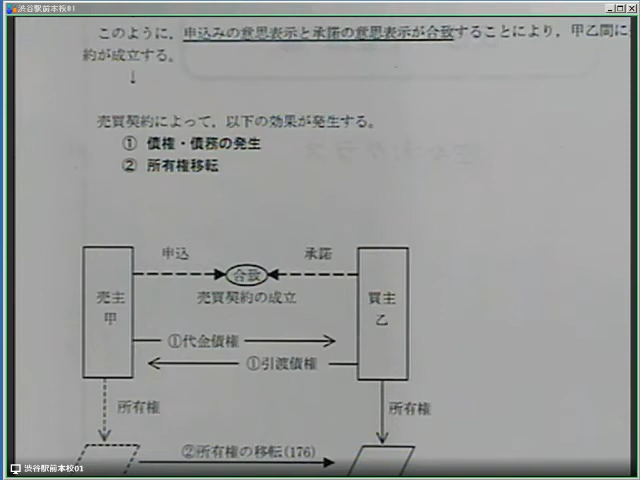 渋谷駅前本校01
このように，申込みの意思表示と承諾の意思表示が合致することにより，甲乙間に
約が成立する。
↓
売買契約によって，以下の効果が発生する。
① 債権・債務の発生
② 所有権移転
申込
承諾
合致
売買契約の成立
売主
甲
買主
乙
①代金債権
①引渡債権
所有権
所有権
②所有権の移転(176)
渋谷駅前本校01